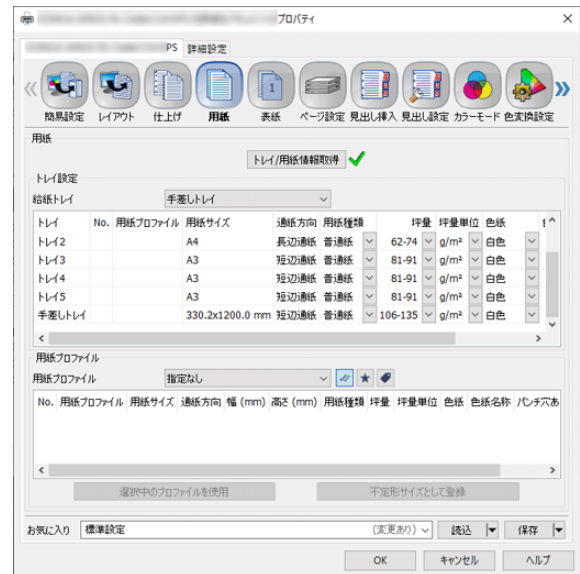 プロパティ
PS 詳細設定
簡易設定 レイアウト 仕上げ 用紙 表紙 ページ設定 見出し挿入 見出し設定 カラーモード 色変換設定
1
用紙
トレイ/用紙情報取得
トレイ設定
給紙トレイ 手差しトレイ
トレイ No. 用紙プロファイル 用紙サイズ 通紙方向 用紙種類 坪量 坪量単位 色紙
トレイ2 A4 長辺通紙 普通紙 62-74 g/m² 白色
トレイ3 A3 短辺通紙 普通紙 81-91 g/m² 白色
トレイ4 A3 短辺通紙 普通紙 81-91 g/m² 白色
トレイ5 A3 短辺通紙 普通紙 81-91 g/m² 白色
手差しトレイ 330.2x1200.0 mm 短辺通紙 普通紙 106-135 g/m² 白色
用紙プロファイル
用紙プロファイル 指定なし
No. 用紙プロファイル 用紙サイズ 通紙方向 幅 (mm) 高さ (mm) 用紙種類 坪量 坪量単位 色紙 色紙名称 パンチ穴あ
選択中のプロファイルを使用 不定形サイズとして登録
お気に入り 標準設定 (変更あり) 読込 保存
OK キャンセル ヘルプ